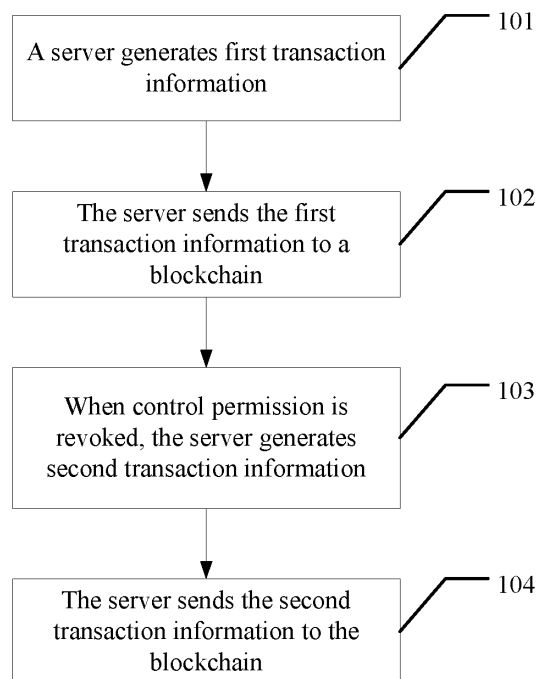 101
A server generates first transaction
information
102
The server sends the first
transaction information to a
blockchain
103
When control permission is
revoked, the server generates
second transaction information
104
The server sends the second
transaction information to the
blockchain